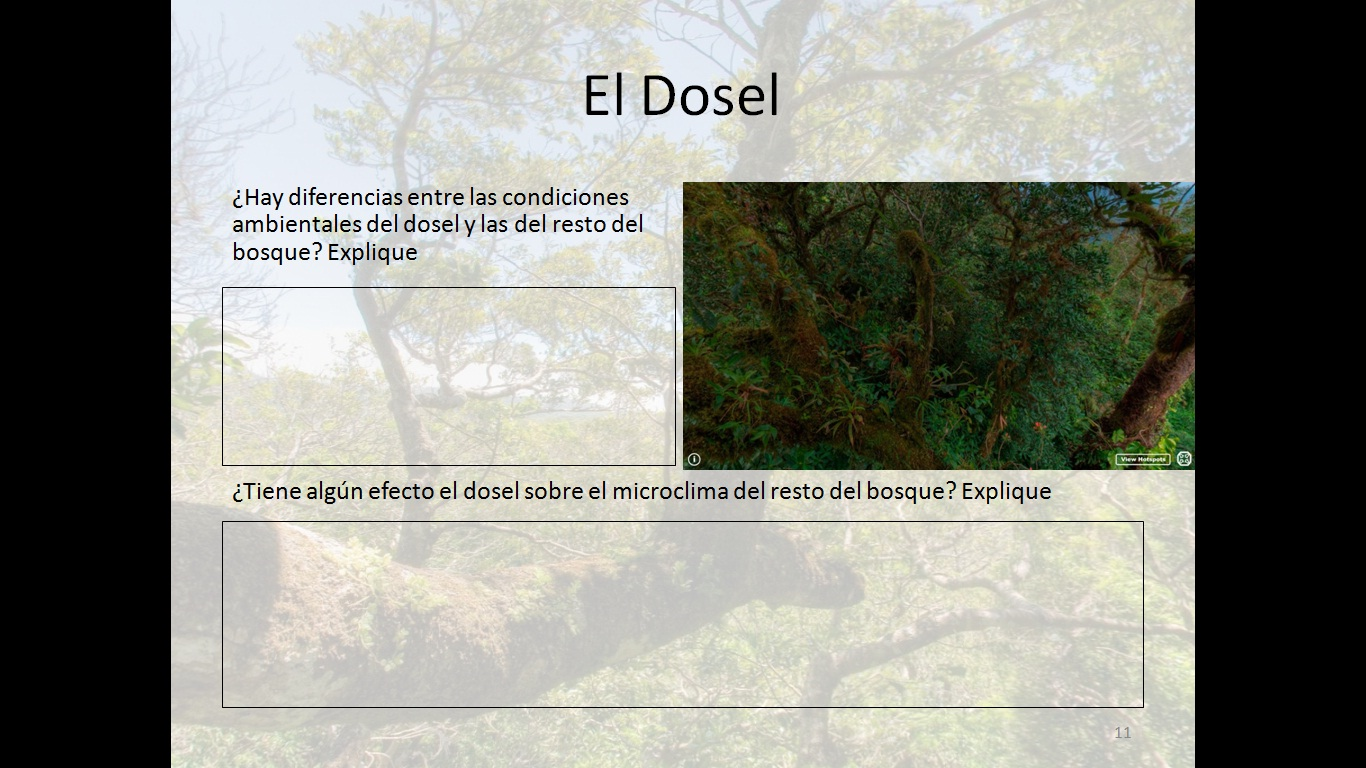 El Dosel
¿Hay diferencias entre las condiciones
ambientales del dosel y las del resto del
bosque? Explique
View Hotspots
¿Tiene algún efecto el dosel sobre el microclima del resto del bosque? Explique
11